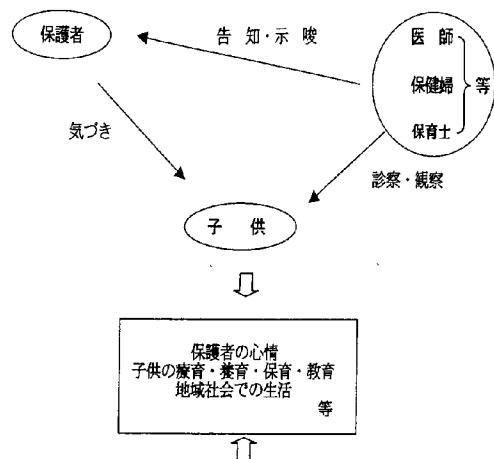 保護者
告知・示唆
医師
保健婦
等
保育士
気づき
診察・観察
子供
保護者の心情
子供の療育・養育・保育・教育
地域社会での生活
等